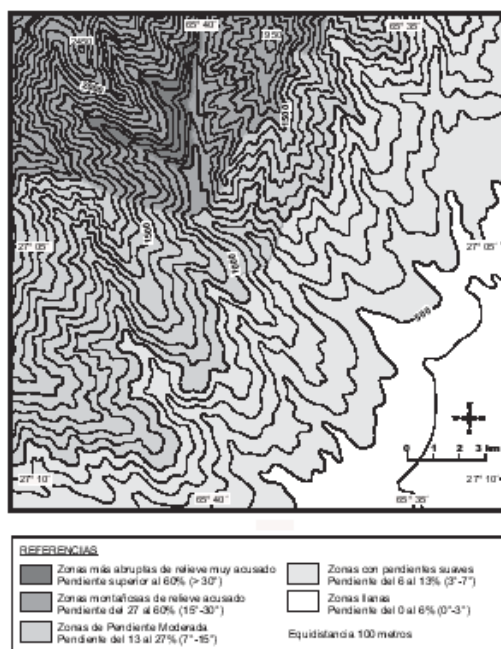 65° 40'
65° 35'
2450
1950
1500
27° 05'
1500
1000
27° 05'
500
0 1 2 3 km
27° 10'
27° 10'
65° 40'
65° 35'
REFERENCIAS
Zonas más abruptas de relieve muy acusado
Pendiente superior al 60% (> 30°)
Zonas montañosas de relieve acusado
Pendiente del 27 al 60% (15°-30°)
Zonas de Pendiente Moderada
Pendiente del 13 al 27% (7°-15°)
Zonas con pendientes suaves
Pendiente del 6 al 13% (3°-7°)
Zonas llanas
Pendiente del 0 al 6% (0°-3°)
Equidistancia 100 metros